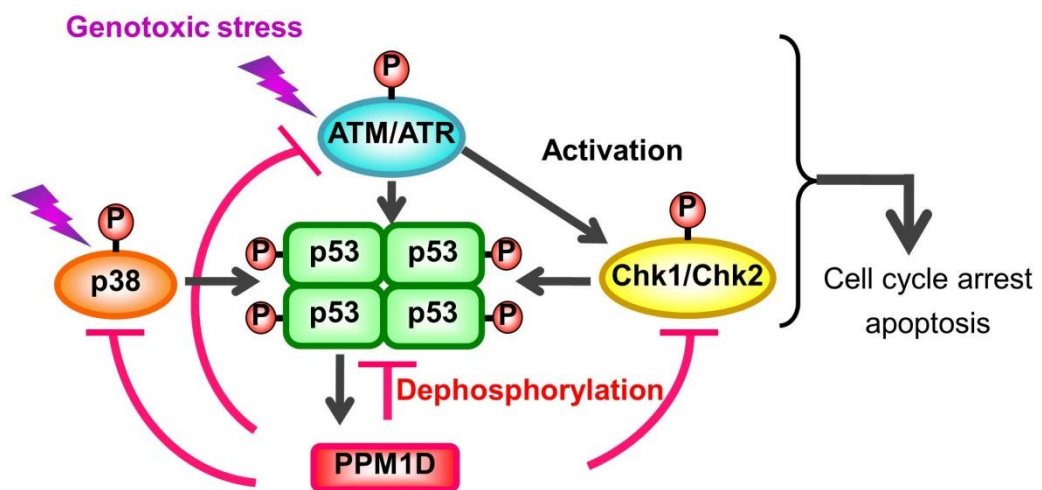 Genotoxic stress
P
ATM/ATR
Activation
P
P
P p53 p53 P
p38
Chk1/Chk2
P p53 p53 P
Cell cycle arrest
apoptosis
Dephosphorylation
PPM1D